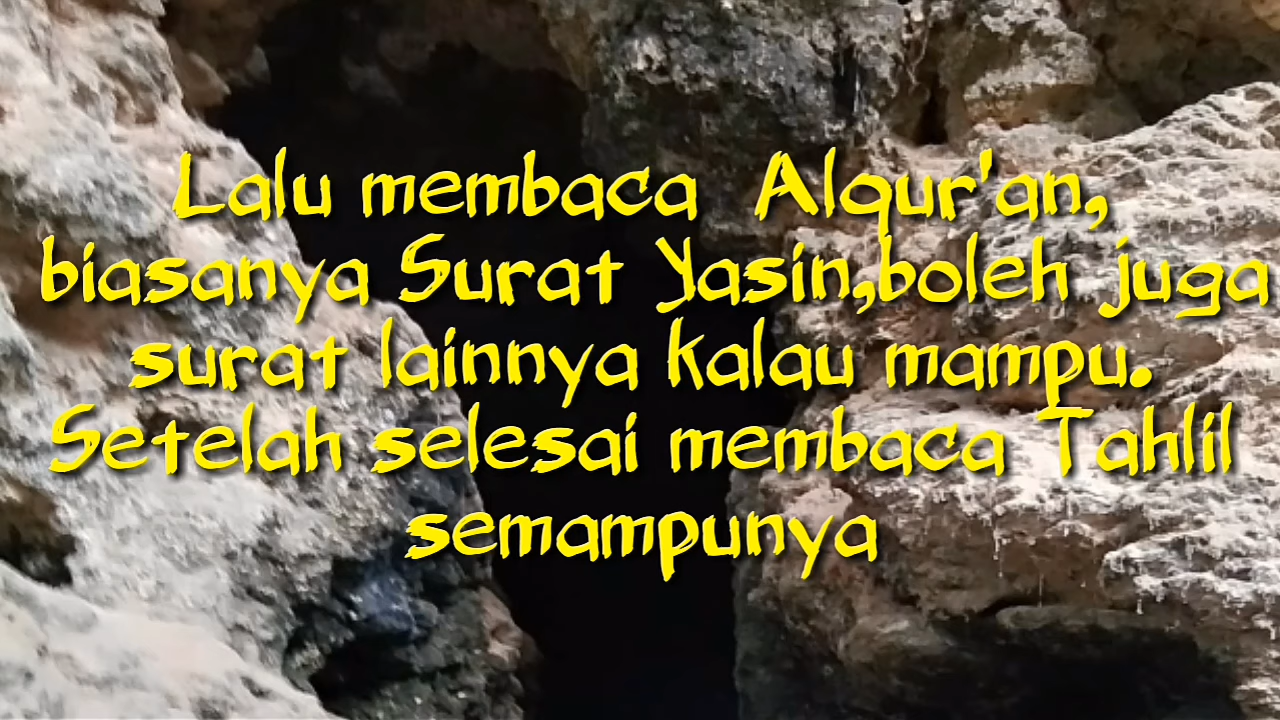 Lalu membaca Alqur'an,
biasanya Surat Yasin,boleh juga
surat lainnya kalau mampu.
Setelah selesai membaca Tahlil
semampunya